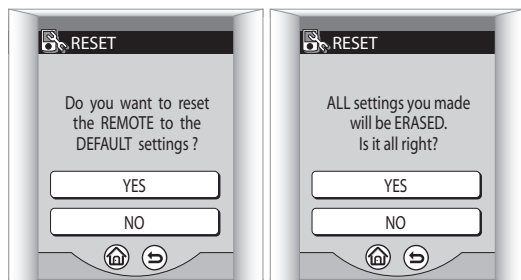 RESET
Do you want to reset
the REMOTE to the
DEFAULT settings ?
YES
NO
RESET
ALL settings you made
will be ERASED.
Is it all right?
YES
NO